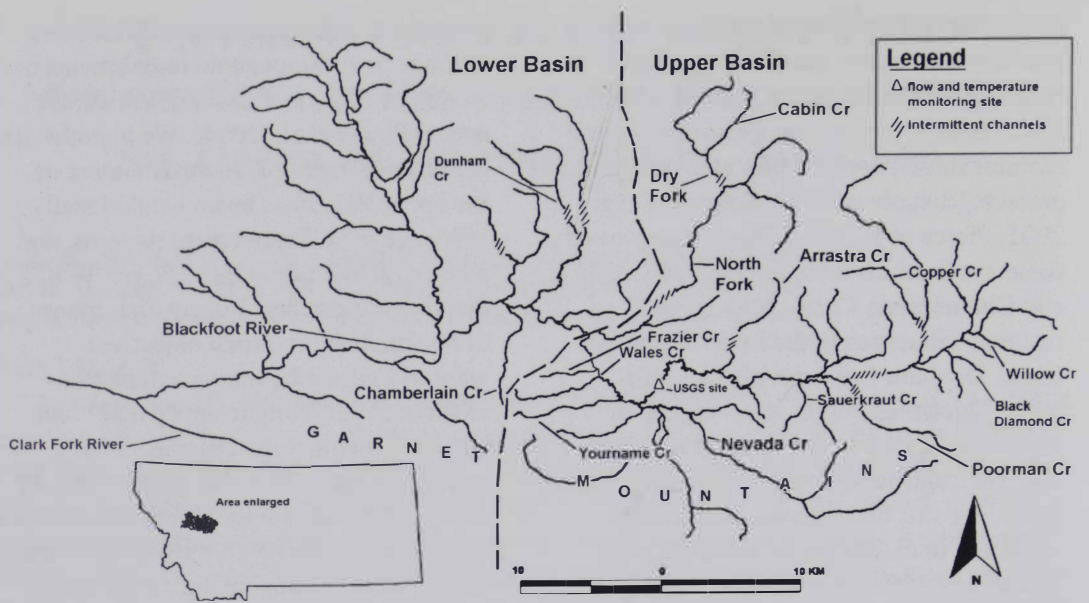 Lower Basin
Upper Basin
Legend
flow and temperature
monitoring site
intermittent channels
Cabin Cr
Dunham
Cr
Dry
Fork
North
Fork
Arrastra Cr
Copper Cr
Blackfoot River
Frazier Cr
Wales Cr
USGS site
Chamberlain Cr
Willow Cr
Sauerkraut Cr
Black
Diamond Cr
Clark Fork River
GARNET
Yourname Cr
Nevada Cr
Poorman Cr
MOUNTAINS
Area enlarged
10 0 10 KM
N